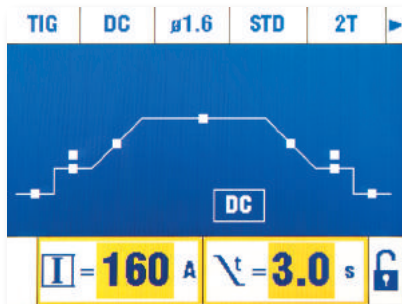 TIG DC ø1.6 STD 2T
DC
I = 160 A t = 3.0 s